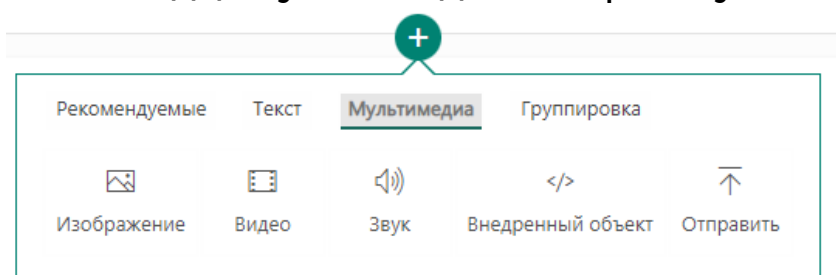 +
Рекомендуемые Текст Мультимедиа Группировка
</>
Изображение Видео Звук Внедренный объект Отправить